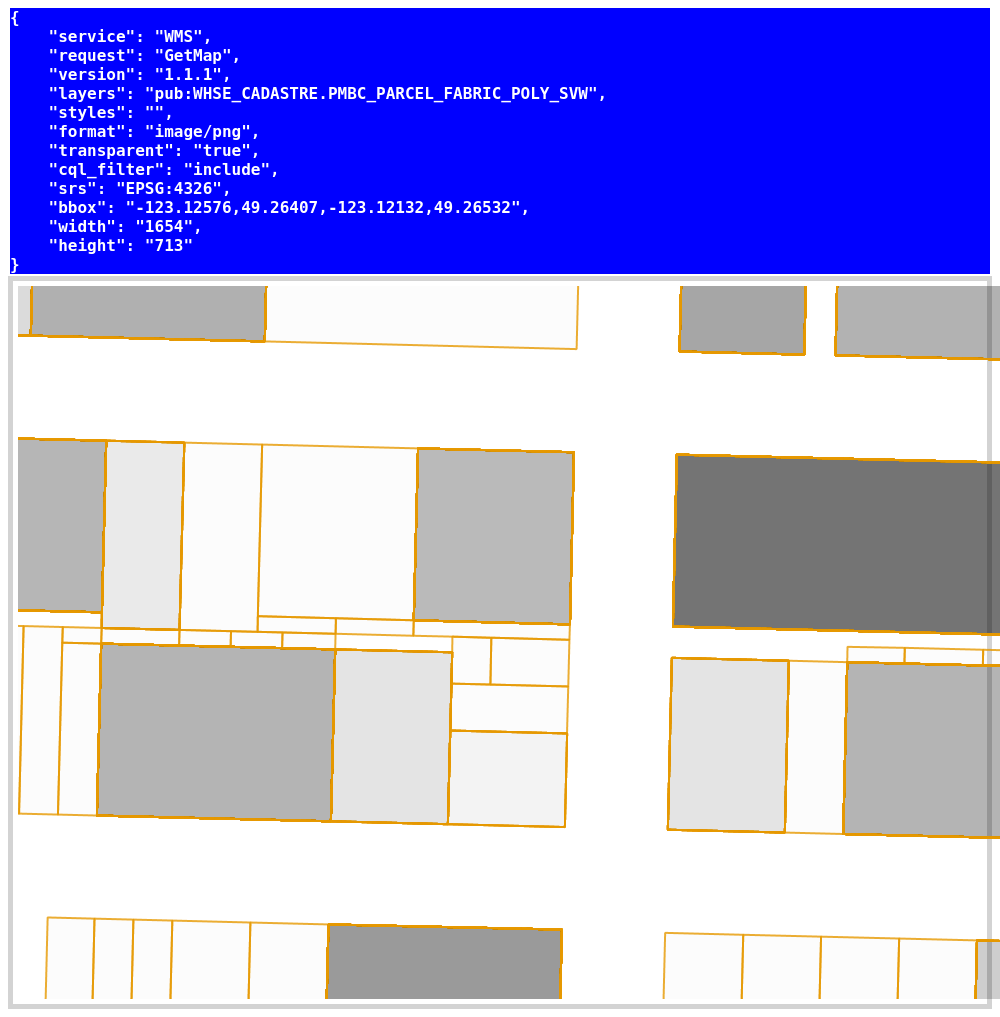 {
    "service": "WMS",
    "request": "GetMap",
    "version": "1.1.1",
    "layers": "pub:WHSE_CADASTRE.PMBC_PARCEL_FABRIC_POLY_SVW",
    "styles": "",
    "format": "image/png",
    "transparent": "true",
    "cql_filter": "include",
    "srs": "EPSG:4326",
    "bbox": "-123.12576,49.26407,-123.12132,49.26532",
    "width": "1654",
    "height": "713"
}